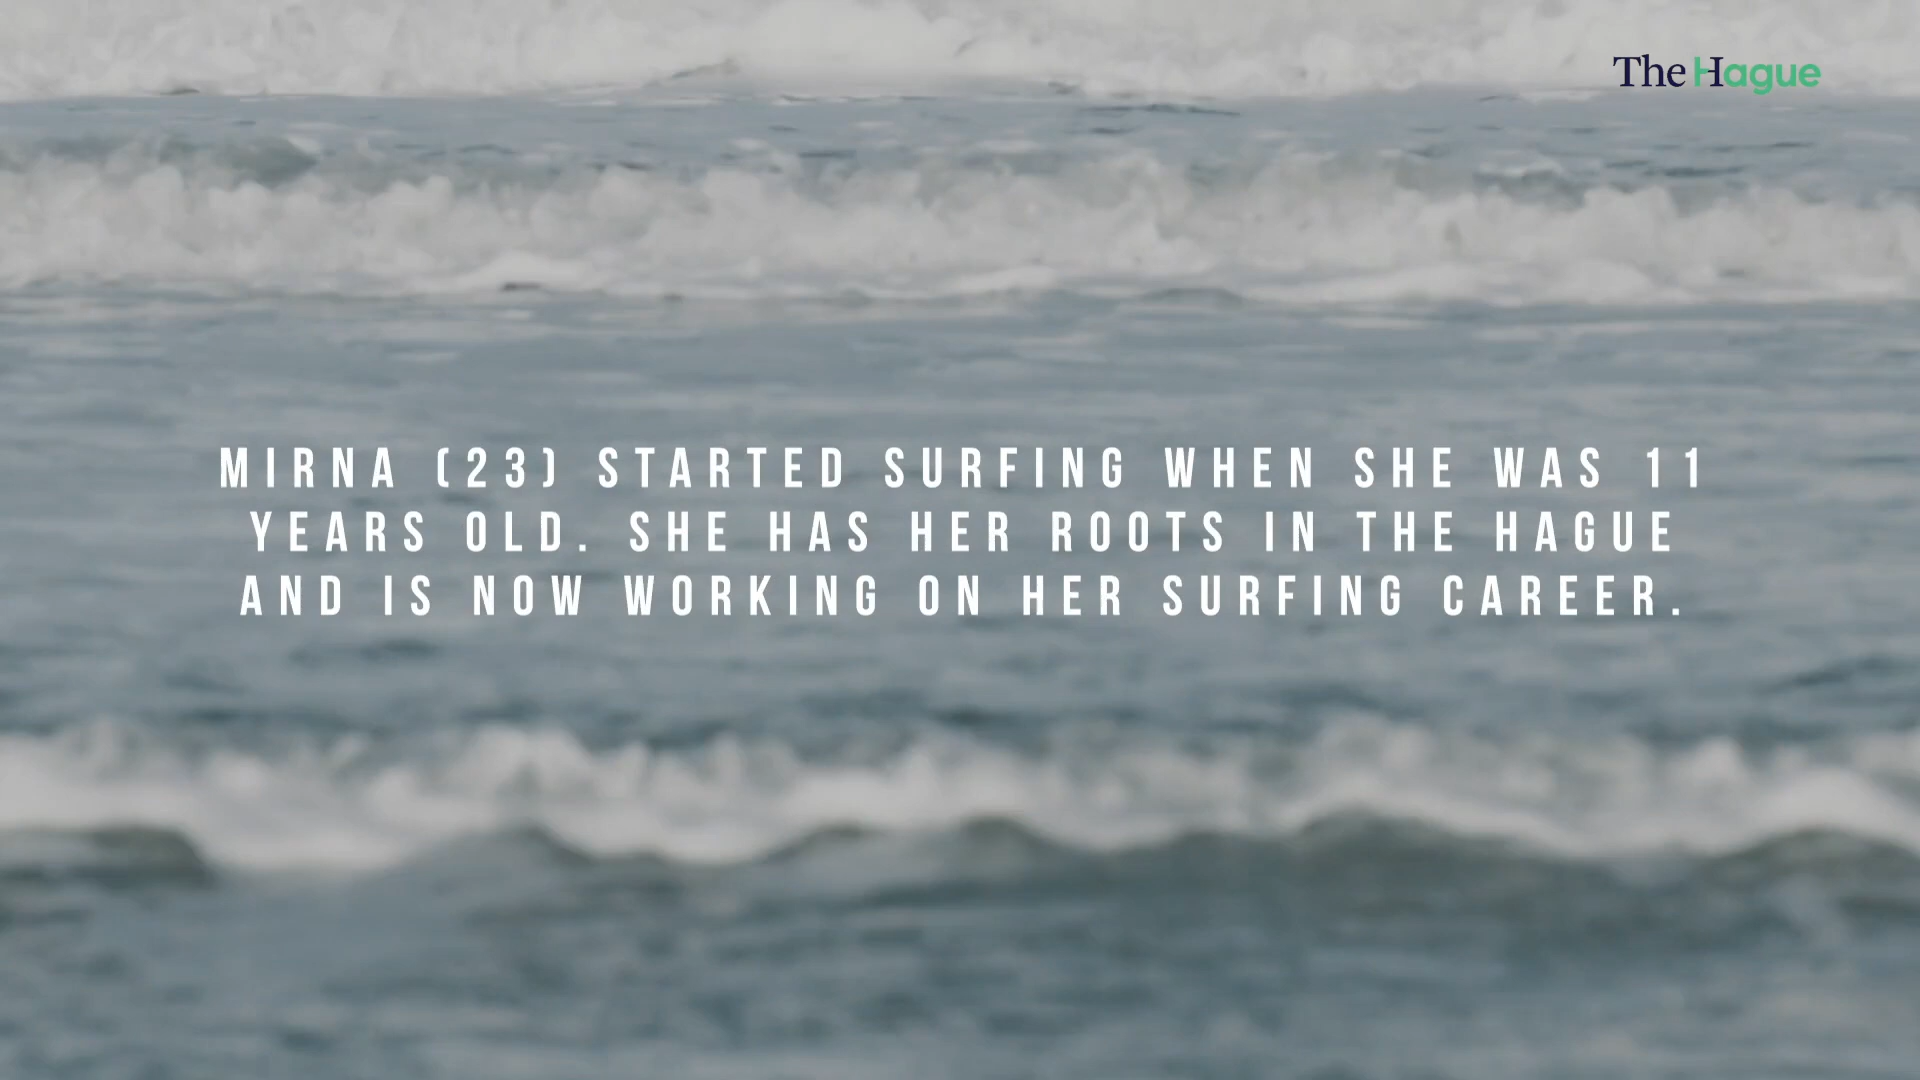 The Hague
MIRNA (23) STARTED SURFING WHEN SHE WAS 11
YEARS OLD. SHE HAS HER ROOTS IN THE HAGUE
AND IS NOW WORKING ON HER SURFING CAREER.